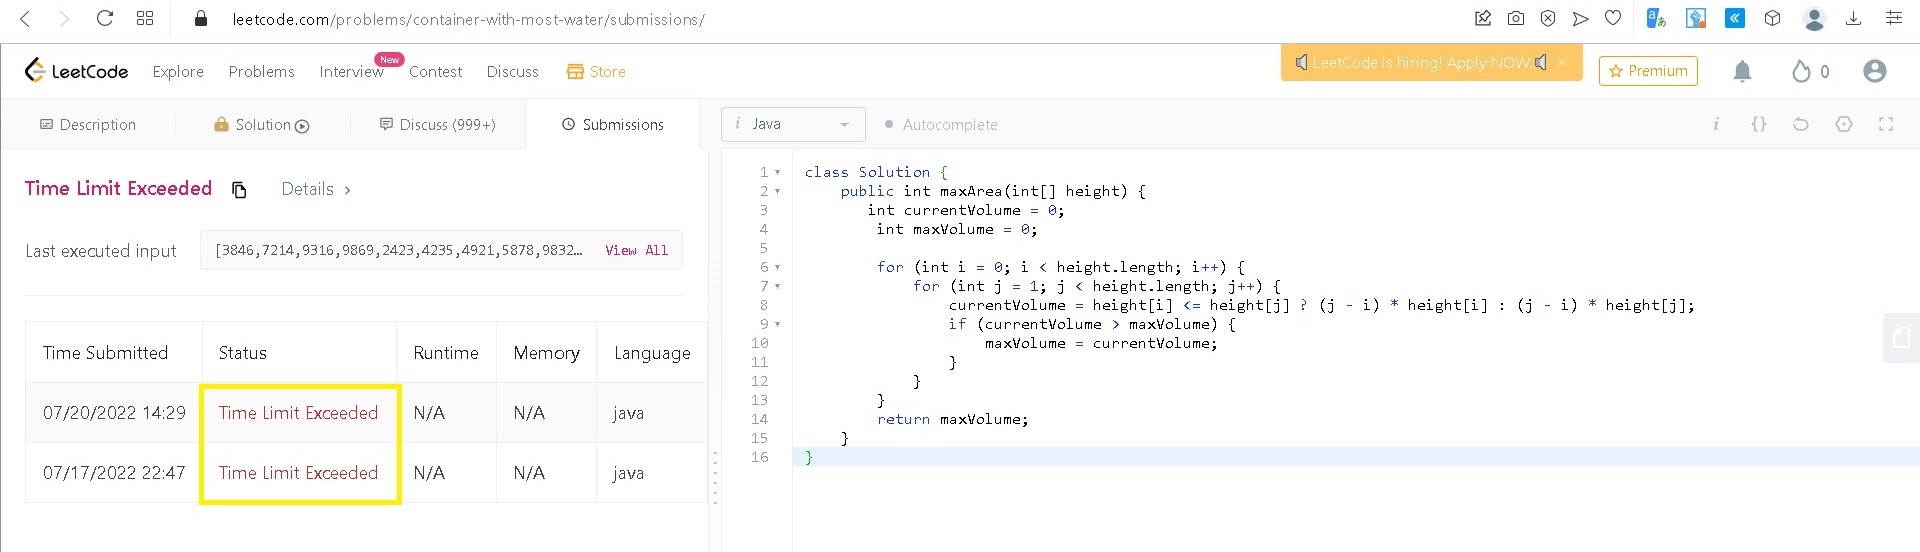 leetcode.com/problems/container-with-most-water/submissions/
LeetCode Explore Problems Interview New Contest Discuss Store LeetCode is hiring! Apply NOW. × Premium 0
Description Solution Discuss (999+) Submissions
i Java Autocomplete i {}
Time Limit Exceeded Details >
Last executed input [3846,7214,9316,9869,2423,4235,4921,5878,9832… View All
Time Submitted Status Runtime Memory Language
07/20/2022 14:29 Time Limit Exceeded N/A N/A java
07/17/2022 22:47 Time Limit Exceeded N/A N/A java
1 class Solution {
2 public int maxArea(int[] height) {
3 int currentVolume = 0;
4 int maxVolume = 0;
5
6 for (int i = 0; i < height.length; i++) {
7 for (int j = 1; j < height.length; j++) {
8 currentVolume = height[i] <= height[j] ? (j - i) * height[i] : (j - i) * height[j];
9 if (currentVolume > maxVolume) {
10 maxVolume = currentVolume;
11 }
12 }
13 }
14 return maxVolume;
15 }
16 }